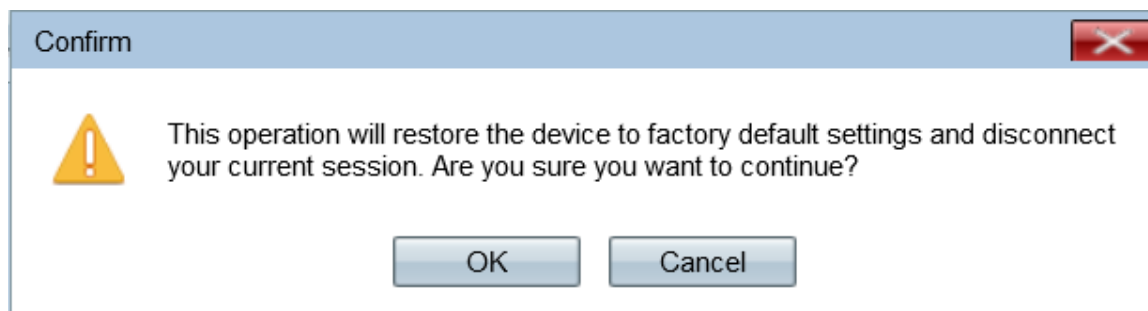 Confirm
This operation will restore the device to factory default settings and disconnect
your current session. Are you sure you want to continue?
OK
Cancel